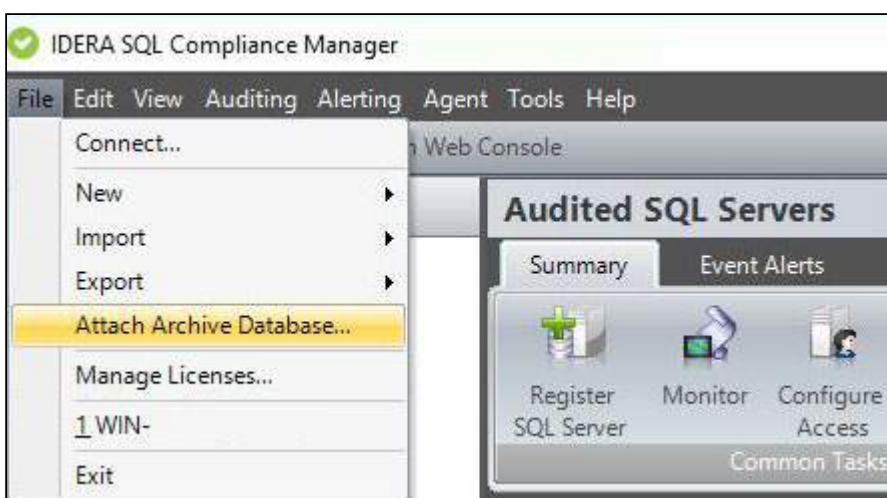 IDERA SQL Compliance Manager
File Edit View Auditing Alerting Agent Tools Help
Connect...
Web Console
New
Import
Export
Attach Archive Database...
Manage Licenses...
1 WIN-
Exit
Audited SQL Servers
Summary Event Alerts
Register Monitor Configure
SQL Server Access
Common Tasks